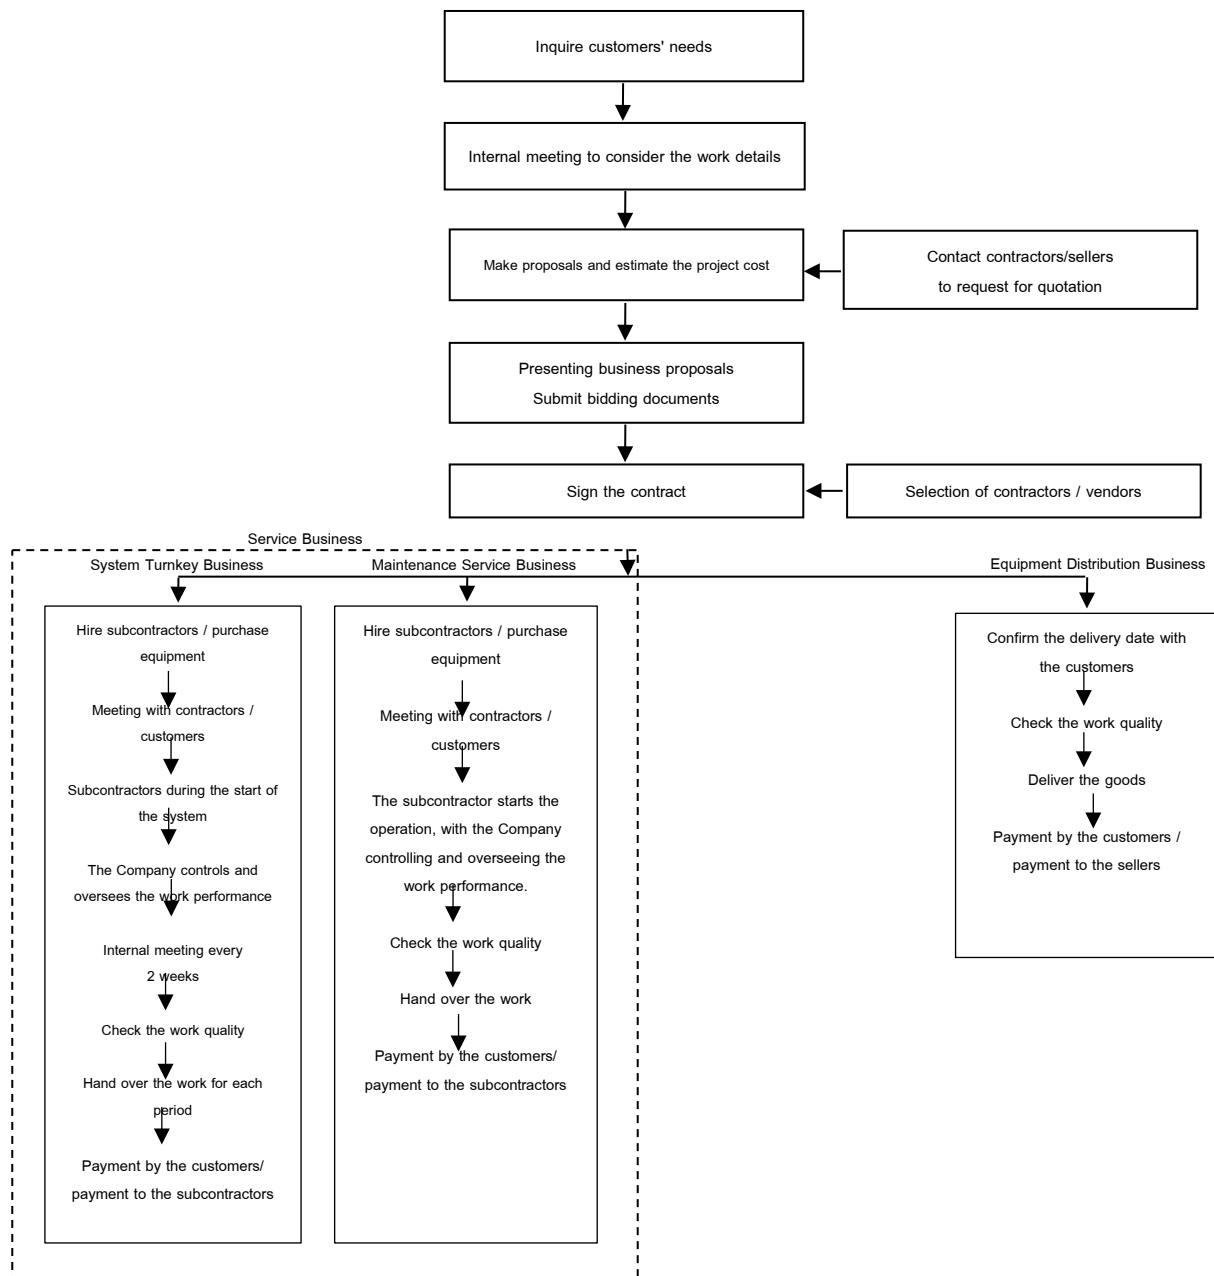 Inquire customers' needs
Internal meeting to consider the work details
Make proposals and estimate the project cost
Contact contractors/sellers
to request for quotation
Presenting business proposals
Submit bidding documents
Sign the contract
Selection of contractors / vendors
Service Business
System Turnkey Business
Maintenance Service Business
Equipment Distribution Business
Hire subcontractors / purchase
equipment
Meeting with contractors /
customers
Subcontractors during the start of
the system
The Company controls and
oversees the work performance
Internal meeting every
2 weeks
Check the work quality
Hand over the work for each
period
Payment by the customers/
payment to the subcontractors
Hire subcontractors / purchase
equipment
Meeting with contractors /
customers
The subcontractor starts the
operation, with the Company
controlling and overseeing the
work performance.
Check the work quality
Hand over the work
Payment by the customers/
payment to the subcontractors
Confirm the delivery date with
the customers
Check the work quality
Deliver the goods
Payment by the customers /
payment to the sellers